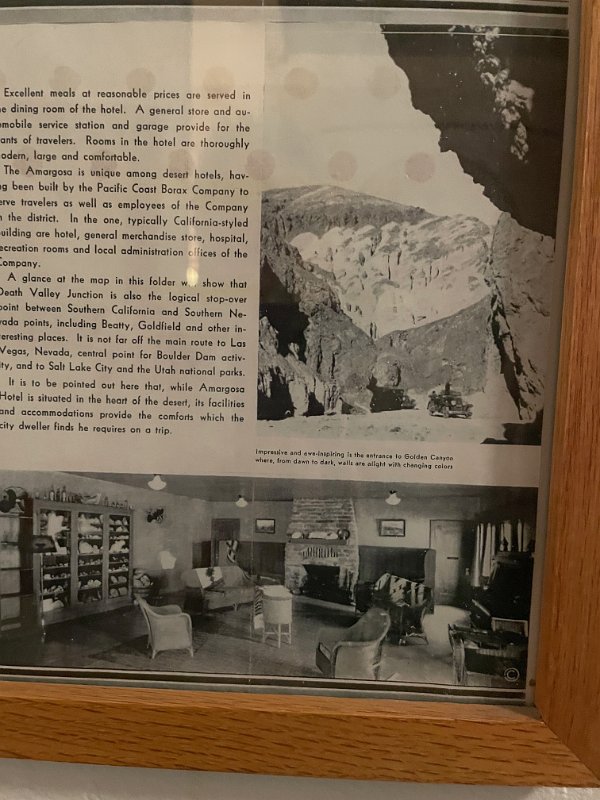 Excellent meals at reasonable prices are served in
e dining room of the hotel. A general store and au-
mobile service station and garage provide for the
ants of travelers. Rooms in the hotel are thoroughly
odern, large and comfortable.
The Amargosa is unique among desert hotels, hav-
ng been built by the Pacific Coast Borax Company to
erve travelers as well as employees of the Company
n the district. In the one, typically California-styled
uilding are hotel, general merchandise store, hospital,
ecreation rooms and local administration offices of the
Company.
A glance at the map in this folder will show that
Death Valley Junction is also the logical stop-over
point between Southern California and Southern Ne-
vada points, including Beatty, Goldfield and other in-
teresting places. It is not far off the main route to Las
Vegas, Nevada, central point for Boulder Dam activ-
ity, and to Salt Lake City and the Utah national parks.
It is to be pointed out here that, while Amargosa
Hotel is situated in the heart of the desert, its facilities
and accommodations provide the comforts which the
city dweller finds he requires on a trip.
Impressive and awe-inspiring is the entrance to Golden Canyon
where, from dawn to dark, walls are alight with changing colors
©